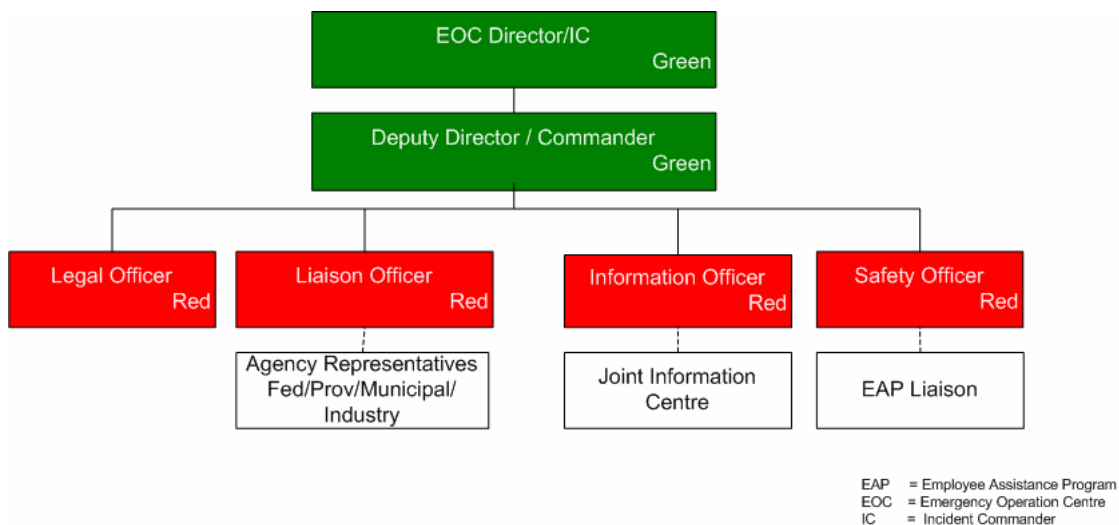 EOC Director/IC
Green
Deputy Director / Commander
Green
Legal Officer
Red
Liaison Officer
Red
Information Officer
Red
Safety Officer
Red
Agency Representatives
Fed/Prov/Municipal/
Industry
Joint Information
Centre
EAP Liaison
EAP = Employee Assistance Program
EOC = Emergency Operation Centre
IC = Incident Commander